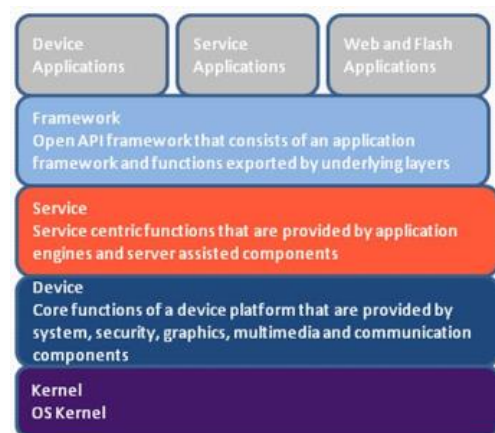 Device
Applications
Service
Applications
Web and Flash
Applications
Framework
Open API framework that consists of an application
framework and functions exported by underlying layers
Service
Service centric functions that are provided by application
engines and server assisted components
Device
Core functions of a device platform that are provided by
system, security, graphics, multimedia and communication
components
Kernel
OS Kernel